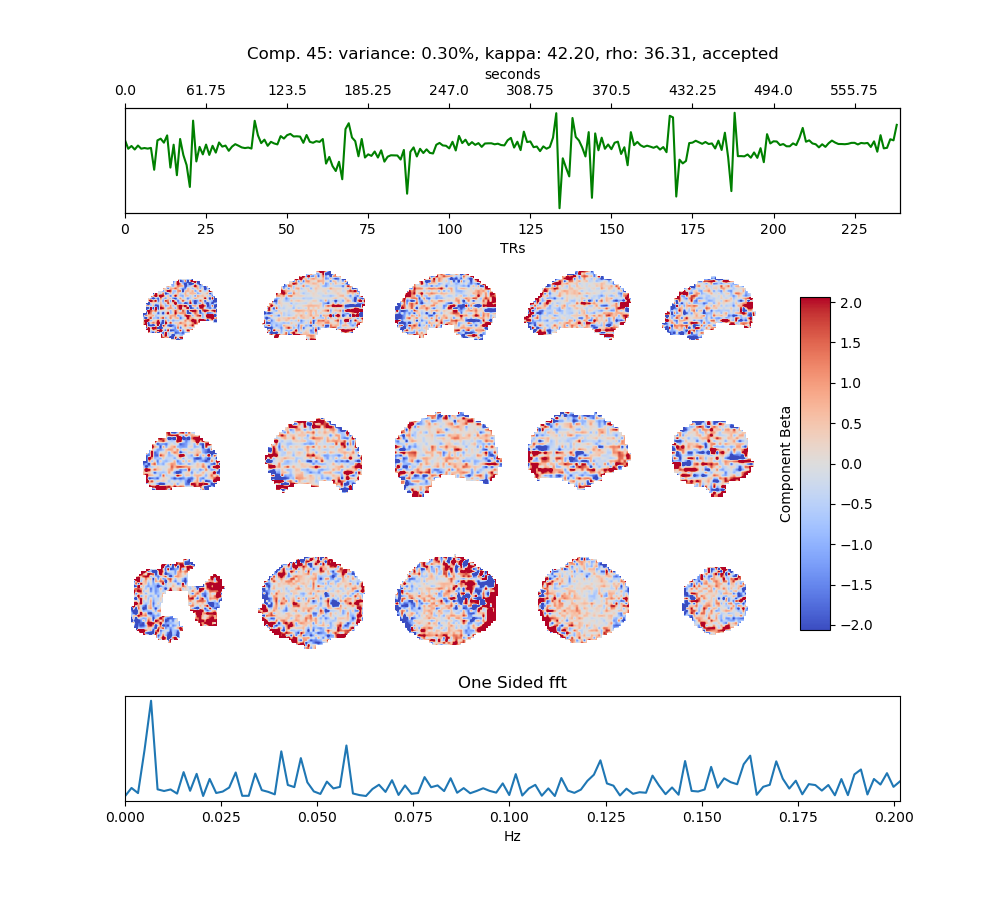 Comp. 45: variance: 0.30%, kappa: 42.20, rho: 36.31, accepted
seconds
0.0 61.75 123.5 185.25 247.0 308.75 370.5 432.25 494.0 555.75
0 25 50 75 100 125 150 175 200 225
TRs
2.0
1.5
1.0
0.5
0.0
−0.5
−1.0
−1.5
−2.0
Component Beta
One Sided fft
0.000 0.025 0.050 0.075 0.100 0.125 0.150 0.175 0.200
Hz